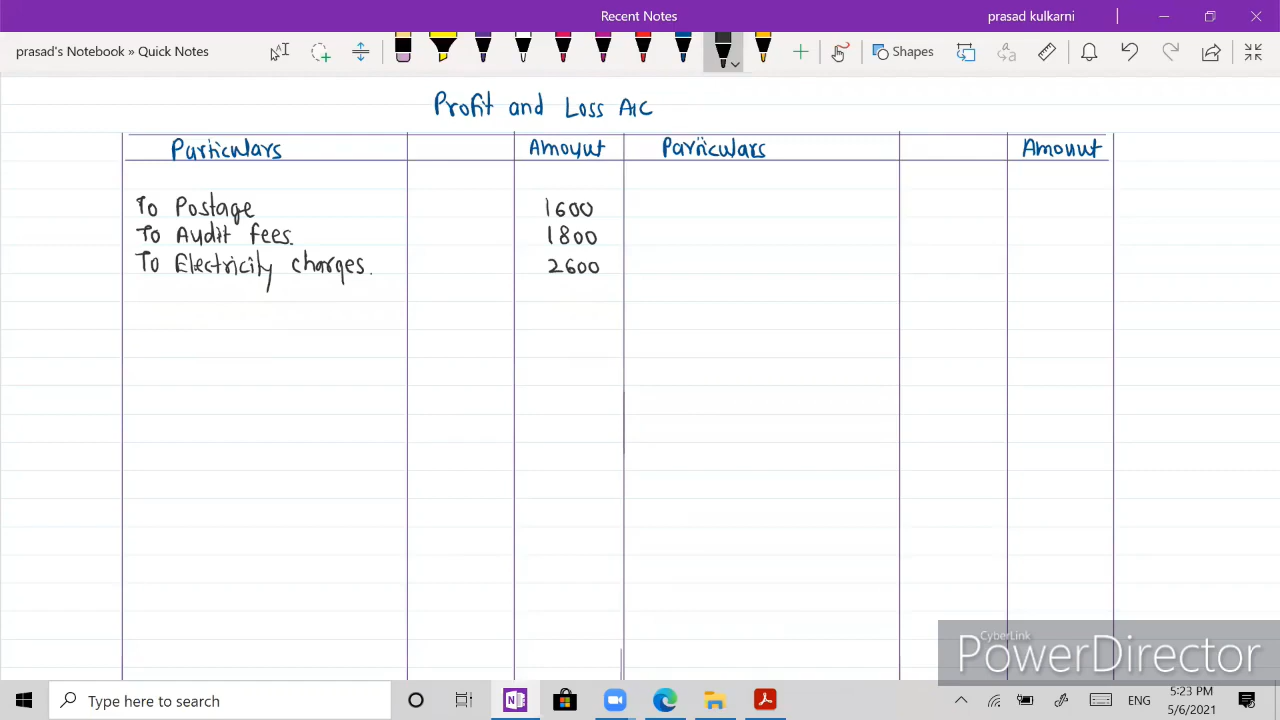 Recent Notes
prasad kulkarni
prasad's Notebook » Quick Notes
Shapes
Profit and Loss A/C
Particulars Amount Particulars Amount
To Postage 1600
To Audit fees. 1800
To Electricity charges. 2600
CyberLink
PowerDirector
Type here to search
ENG
5:23 PM
5/6/2021